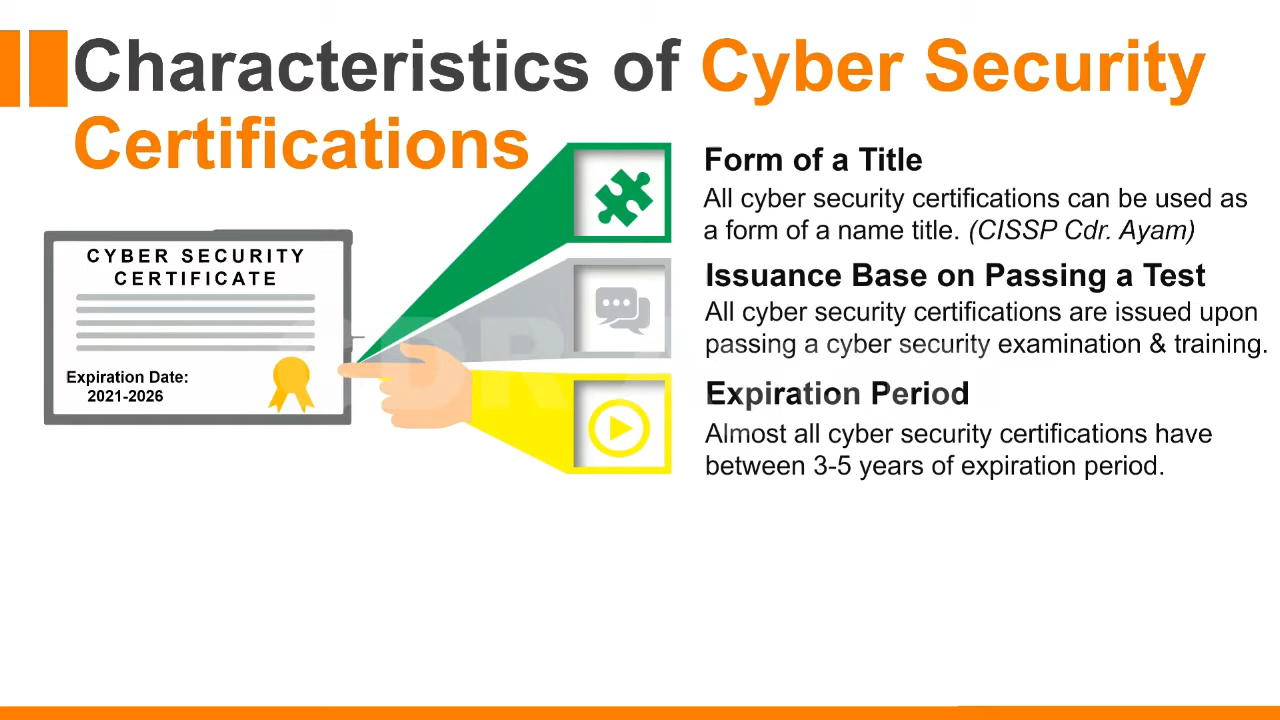 Characteristics of Cyber Security
Certifications
CYBER SECURITY
CERTIFICATE
Expiration Date:
2021-2026
Form of a Title
All cyber security certifications can be used as
a form of a name title. (CISSP Cdr. Ayam)
Issuance Base on Passing a Test
All cyber security certifications are issued upon
passing a cyber security examination & training.
Expiration Period
Almost all cyber security certifications have
between 3-5 years of expiration period.